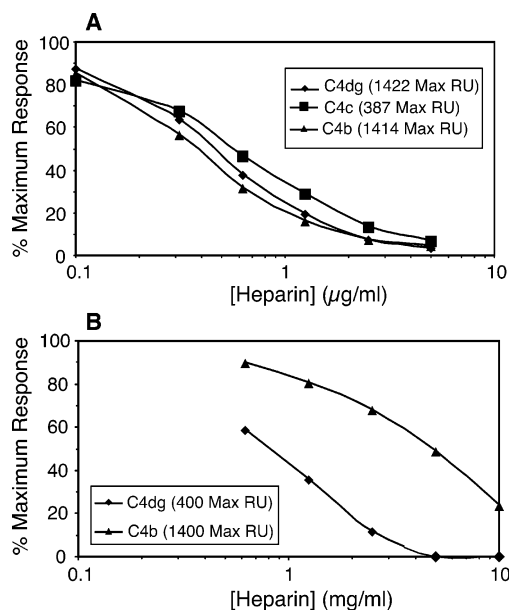 A
100
80
60
40
20
0
% Maximum Response
C4dg (1422 Max RU)
C4c (387 Max RU)
C4b (1414 Max RU)
0.1 1 10
[Heparin] (µg/ml)
B
100
80
60
40
20
0
% Maximum Response
C4dg (400 Max RU)
C4b (1400 Max RU)
0.1 1 10
[Heparin] (mg/ml)